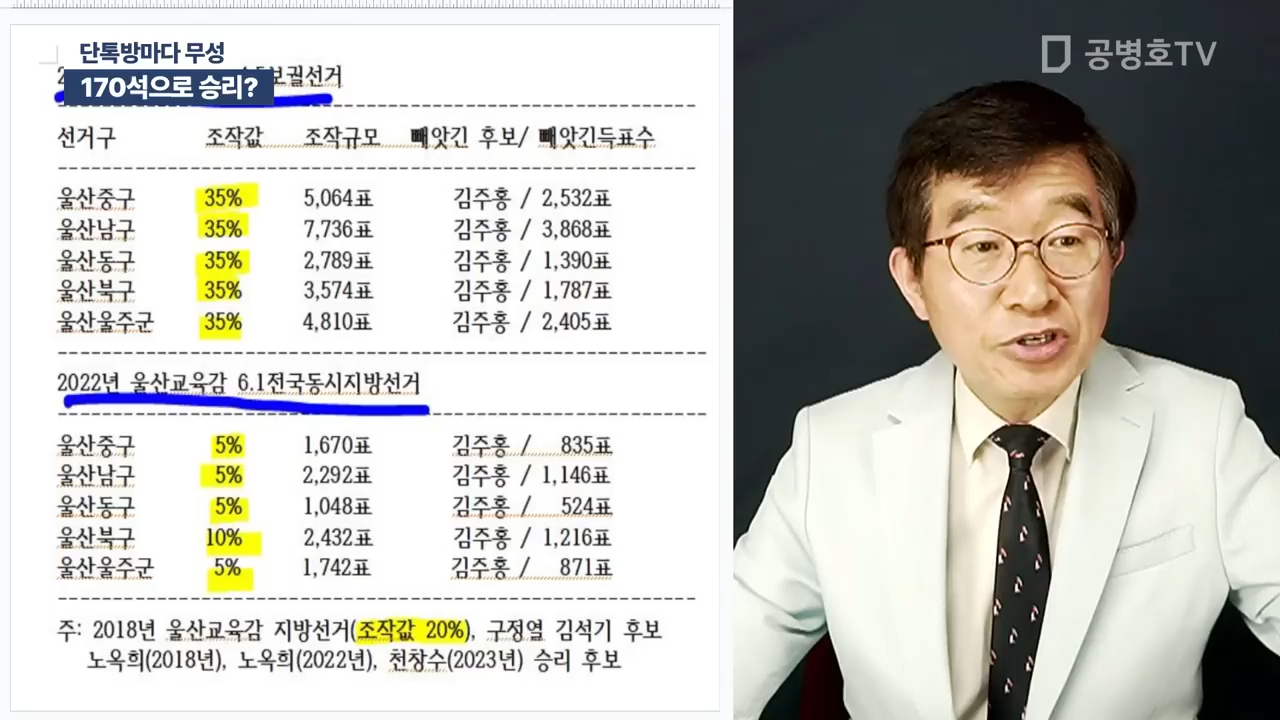 단톡방마다 무성
170석으로 승리?
보궐선거
공병호TV
선거구 조작값 조작규모 빼앗긴 후보/ 빼앗긴득표수
울산중구 35% 5,064표 김주홍 / 2,532표
울산남구 35% 7,736표 김주홍 / 3,868표
울산동구 35% 2,789표 김주홍 / 1,390표
울산북구 35% 3,574표 김주홍 / 1,787표
울산울주군 35% 4,810표 김주홍 / 2,405표
2022년 울산교육감 6.1전국동시지방선거
울산중구 5% 1,670표 김주홍 / 835표
울산남구 5% 2,292표 김주홍 / 1,146표
울산동구 5% 1,048표 김주홍 / 524표
울산북구 10% 2,432표 김주홍 / 1,216표
울산울주군 5% 1,742표 김주홍 / 871표
주: 2018년 울산교육감 지방선거(조작값 20%), 구정열 김석기 후보
노옥희(2018년), 노옥희(2022년), 천창수(2023년) 승리 후보